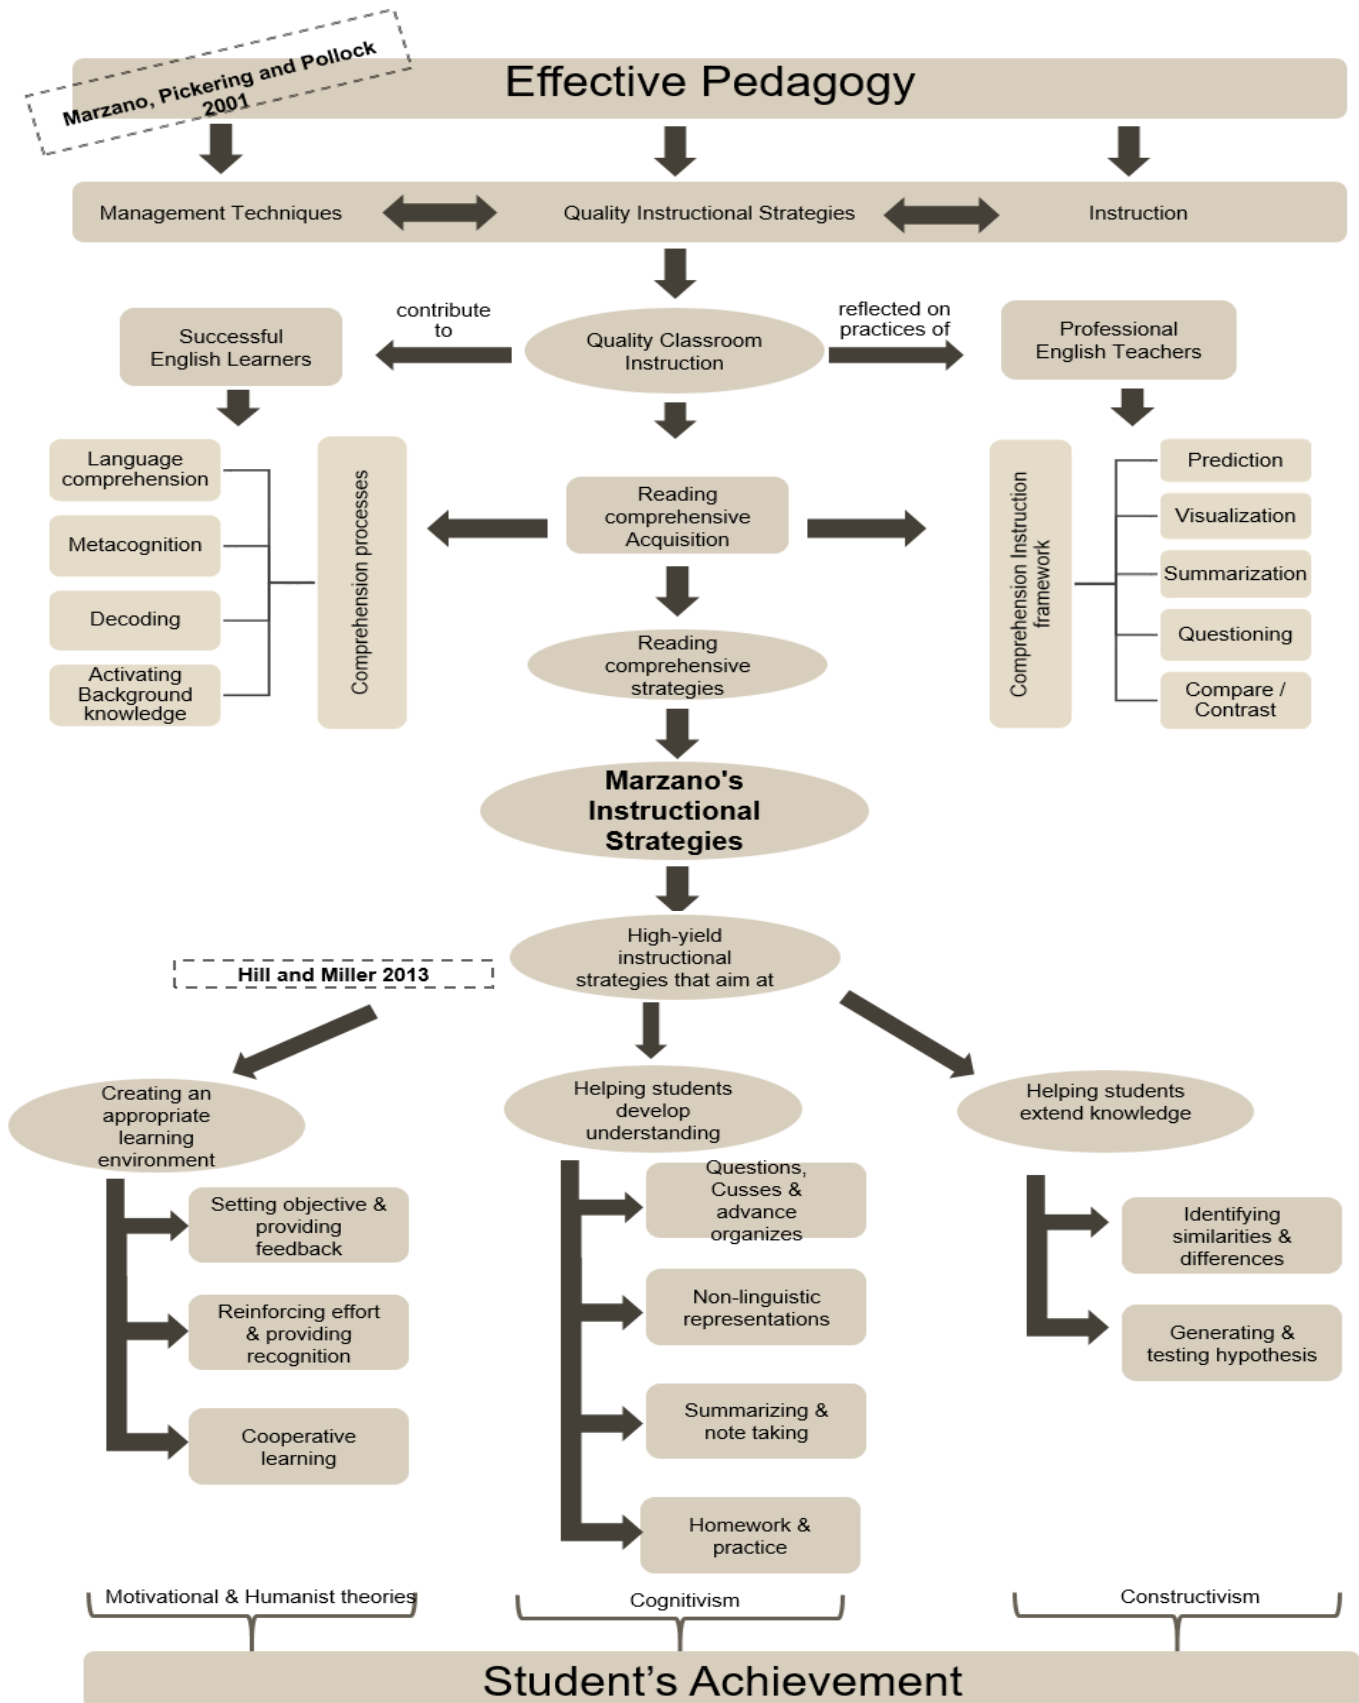 Marzano, Pickering and Pollock
2001
Effective Pedagogy
Management Techniques
Quality Instructional Strategies
Instruction
contribute
to
reflected on
practices of
Successful
English Learners
Quality Classroom
Instruction
Professional
English Teachers
Language
comprehension
Metacognition
Decoding
Activating
Background
knowledge
Comprehension processes
Reading
comprehensive
Acquisition
Comprehension Instruction
framework
Prediction
Visualization
Summarization
Questioning
Compare /
Contrast
Reading
comprehensive
strategies
Marzano's
Instructional
Strategies
High-yield
instructional
strategies that aim at
Hill and Miller 2013
Creating an
appropriate
learning
environment
Helping students
develop
understanding
Helping students
extend knowledge
Setting objective &
providing
feedback
Reinforcing effort
& providing
recognition
Cooperative
learning
Questions,
Cusses &
advance
organizes
Non-linguistic
representations
Summarizing &
note taking
Homework &
practice
Identifying
similarities &
differences
Generating &
testing hypothesis
Motivational & Humanist theories
Cognitivism
Constructivism
Student’s Achievement